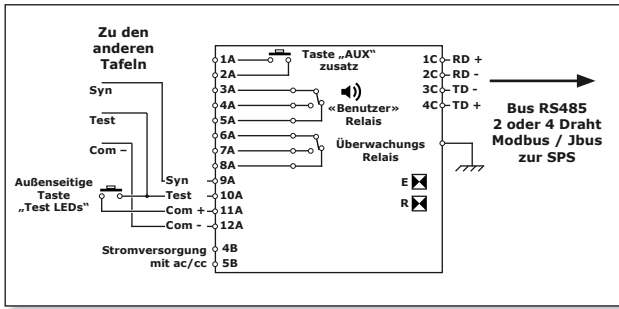 Zu den
anderen
Tafeln
Syn
Test
Com –
Außenseitige
Taste
„Test LEDs“
Syn
Test
Com +
Com -
Stromversorgung
mit ac/cc
1A
2A
3A
4A
5A
6A
7A
8A
9A
10A
11A
12A
4B
5B
Taste „AUX“
zusatz
«Benutzer»
Relais
Überwachungs
Relais
E
R
1C
2C
3C
4C
RD +
RD -
TD -
TD +
Bus RS485
2 oder 4 Draht
Modbus / Jbus
zur SPS